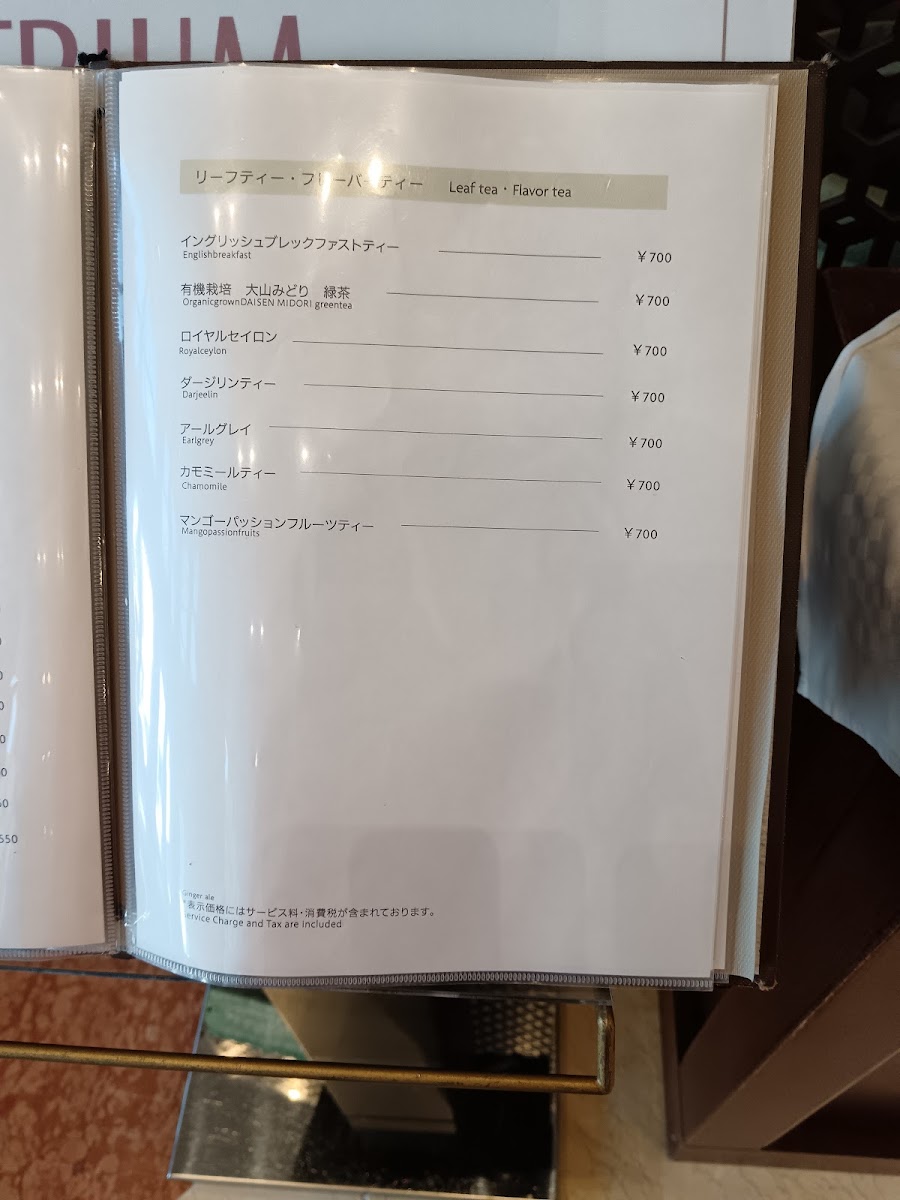 TRIUM
リーフティー・フレーバーティー Leaf tea・Flavor tea
イングリッシュブレックファストティー ￥700
Englishbreakfast
有機栽培 大山みどり 緑茶 ￥700
OrganicgrownDAISEN MIDORI greentea
ロイヤルセイロン ￥700
Royalceylon
ダージリンティー ￥700
Darjeelin
アールグレイ ￥700
Earlgrey
カモミールティー ￥700
Chamomile
マンゴーパッションフルーツティー ￥700
Mangopassionfruits
Ginger ale
*表示価格にはサービス料・消費税が含まれております。
Service Charge and Tax are included
550